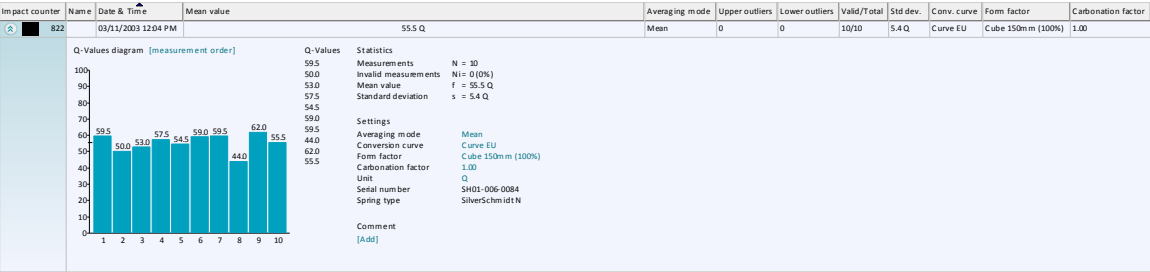 Impact counter Name Date & Time Mean value Averaging mode Upper outliers Lower outliers Valid/Total Std dev. Conv. curve Form factor Carbonation factor
822 03/11/2003 12:04 PM 55.5 Q Mean 0 0 10/10 5.4 Q Curve EU Cube 150mm (100%) 1.00
Q-Values diagram [measurement order]
100
90
80
70
60
50
40
30
20
10
0
59.5 50.0 53.0 57.5 54.5 59.0 59.5 44.0 62.0 55.5
1 2 3 4 5 6 7 8 9 10
Q-Values
59.5
50.0
53.0
57.5
54.5
59.0
59.5
44.0
62.0
55.5
Statistics
Measurements N = 10
Invalid measurements Ni = 0 (0%)
Mean value f = 55.5 Q
Standard deviation s = 5.4 Q
Settings
Averaging mode Mean
Conversion curve Curve EU
Form factor Cube 150mm (100%)
Carbonation factor 1.00
Unit Q
Serial number SH01-006-0084
Spring type SilverSchmidt N
Comment
[Add]